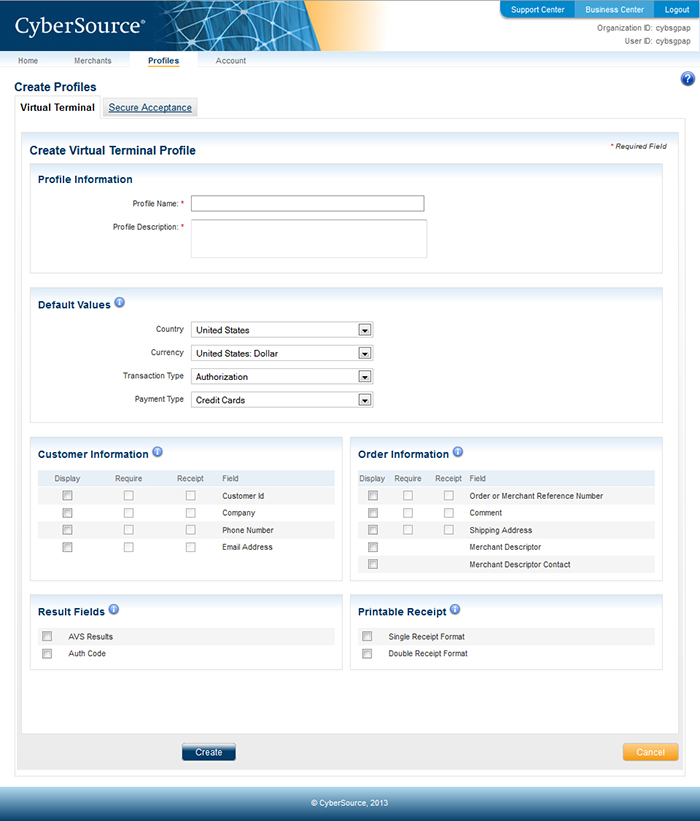 Support Center Business Center Logout
CyberSource®
Organization ID: cybsgpap
User ID: cybsgpap
Home Merchants Profiles Account
Create Profiles
?
Virtual Terminal Secure Acceptance
Create Virtual Terminal Profile
* Required Field
Profile Information
Profile Name: *
Profile Description: *
Default Values i
Country United States
Currency United States: Dollar
Transaction Type Authorization
Payment Type Credit Cards
Customer Information i
Display Require Receipt Field
Customer Id
Company
Phone Number
Email Address
Order Information i
Display Require Receipt Field
Order or Merchant Reference Number
Comment
Shipping Address
Merchant Descriptor
Merchant Descriptor Contact
Result Fields i
AVS Results
Auth Code
Printable Receipt i
Single Receipt Format
Double Receipt Format
Create Cancel
© CyberSource, 2013